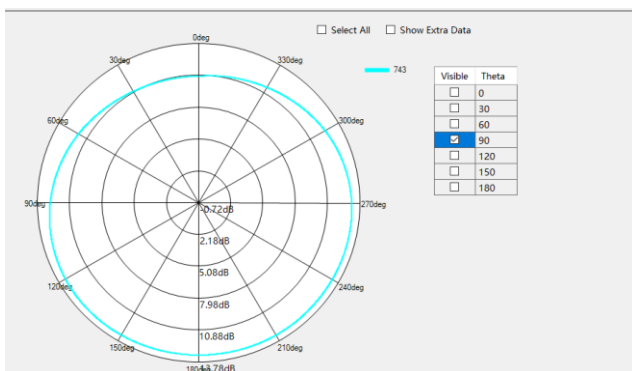 Select All Show Extra Data
0deg
30deg
330deg
743
Visible Theta
0
30
60
90
120
150
180
60deg
300deg
90deg
270deg
-0.72dB
2.18dB
5.08dB
7.98dB
10.88dB
13.78dB
120deg
240deg
150deg
210deg
180deg